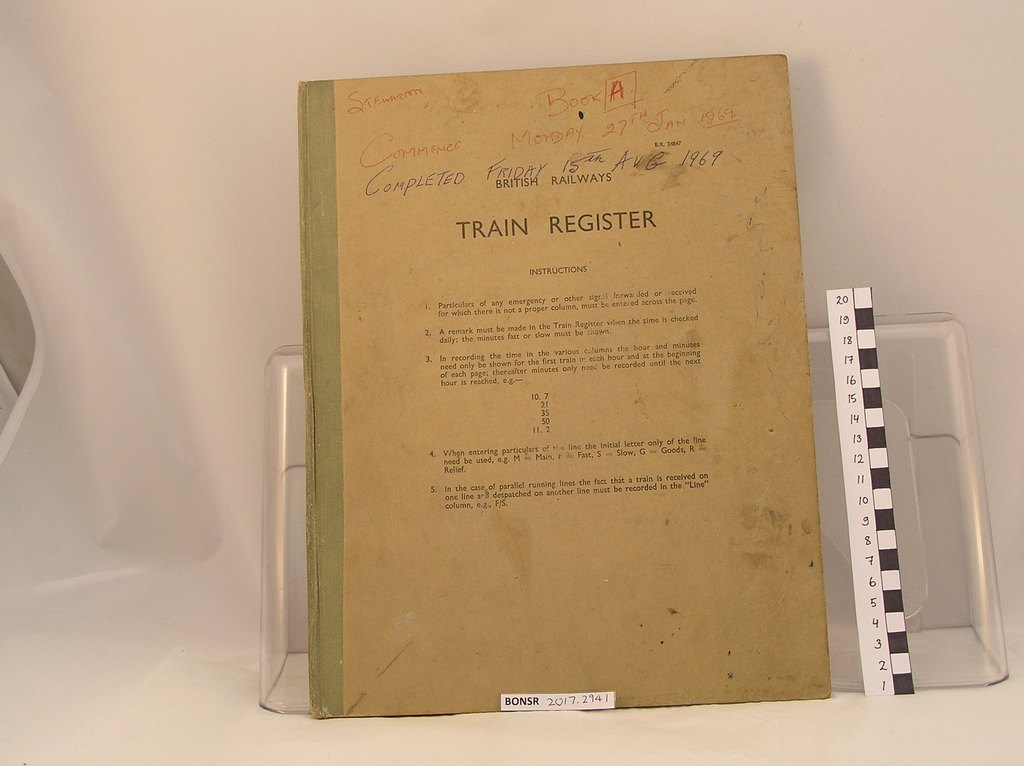 STEWARTON
BOOK A.
COMMENCE MONDAY 27TH JAN 1969
B.R. 24847
COMPLETED FRIDAY 15th AUG 1969
BRITISH RAILWAYS
TRAIN REGISTER
INSTRUCTIONS
1. Particulars of any emergency or other signal forwarded or received
for which there is not a proper column, must be entered across the page.
2. A remark must be made in the Train Register when the time is checked
daily; the minutes fast or slow must be shown.
3. In recording the time in the various columns the hour and minutes
need only be shown for the first train in each hour and at the beginning
of each page; thereafter minutes only need be recorded until the next
hour is reached, e.g.—
10. 7
21
35
50
11. 2
4. When entering particulars of the line the initial letter only of the line
need be used, e.g. M = Main, F = Fast, S = Slow, G = Goods, R =
Relief.
5. In the case of parallel running lines the fact that a train is received on
one line and despatched on another line must be recorded in the "Line"
column, e.g., F/S.
BONSR 2017.2941
20
19
18
17
16
15
14
13
12
11
10
9
8
7
6
5
4
3
2
1